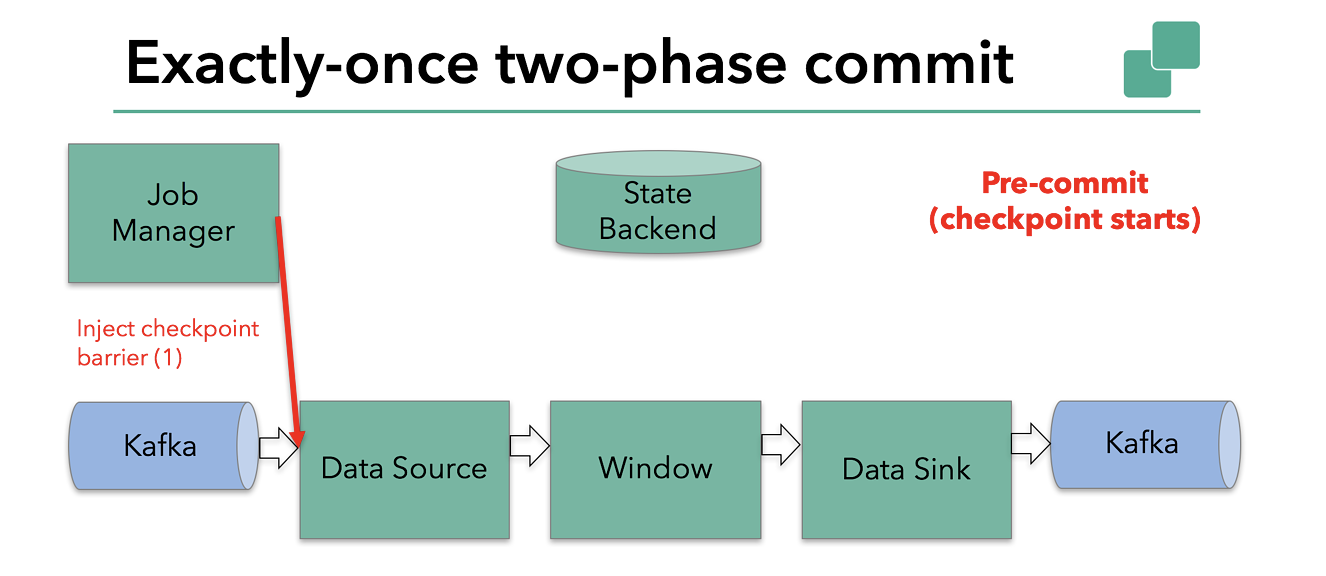 Exactly-once two-phase commit
Job
Manager
State
Backend
Pre-commit
(checkpoint starts)
Inject checkpoint
barrier (1)
Kafka
Data Source
Window
Data Sink
Kafka